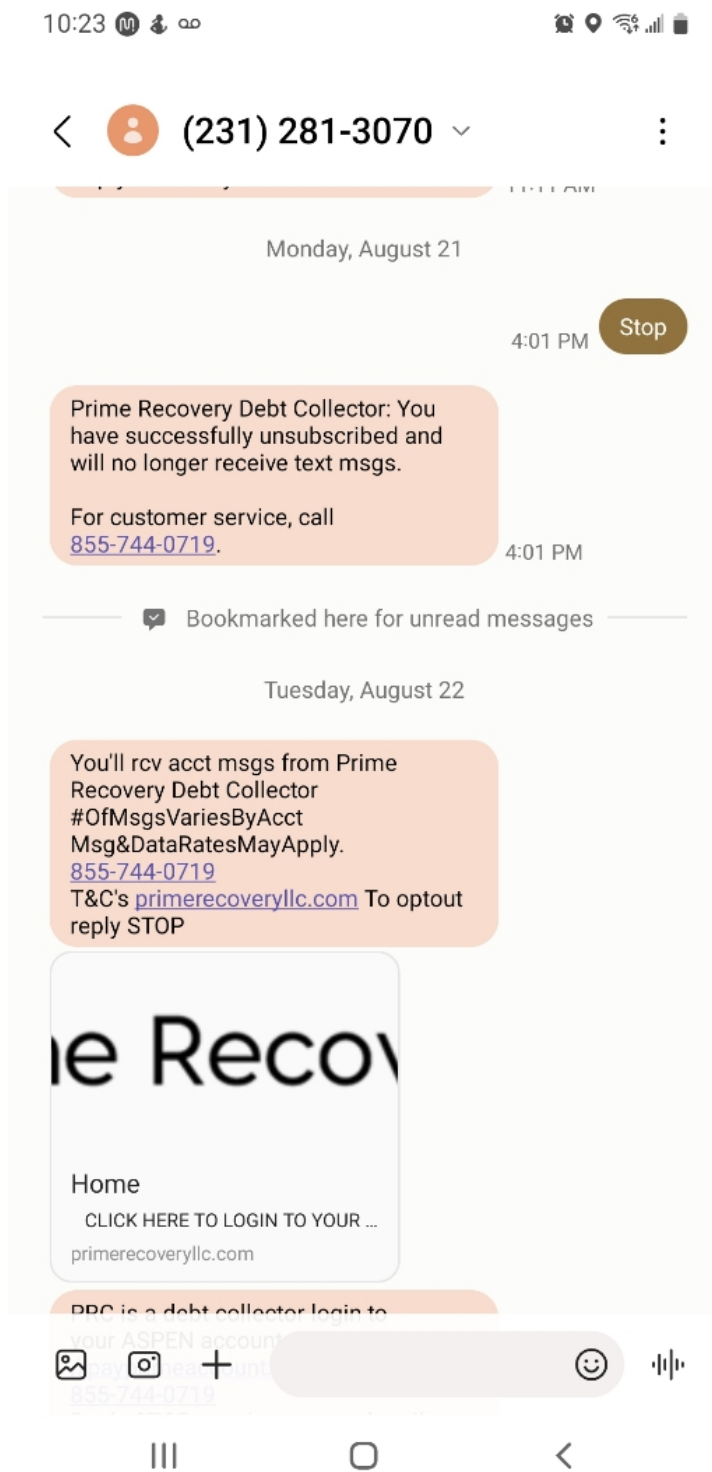 10:23
(231) 281-3070
11:11 AM
Monday, August 21
Stop
4:01 PM
Prime Recovery Debt Collector: You
have successfully unsubscribed and
will no longer receive text msgs.
For customer service, call
855-744-0719.
4:01 PM
Bookmarked here for unread messages
Tuesday, August 22
You'll rcv acct msgs from Prime
Recovery Debt Collector
#OfMsgsVariesByAcct
Msg&DataRatesMayApply.
855-744-0719
T&C's primerecoveryllc.com To optout
reply STOP
e Recov
Home
CLICK HERE TO LOGIN TO YOUR ...
primerecoveryllc.com
PRC is a debt collector login to
your ASPEN account
855-744-0719